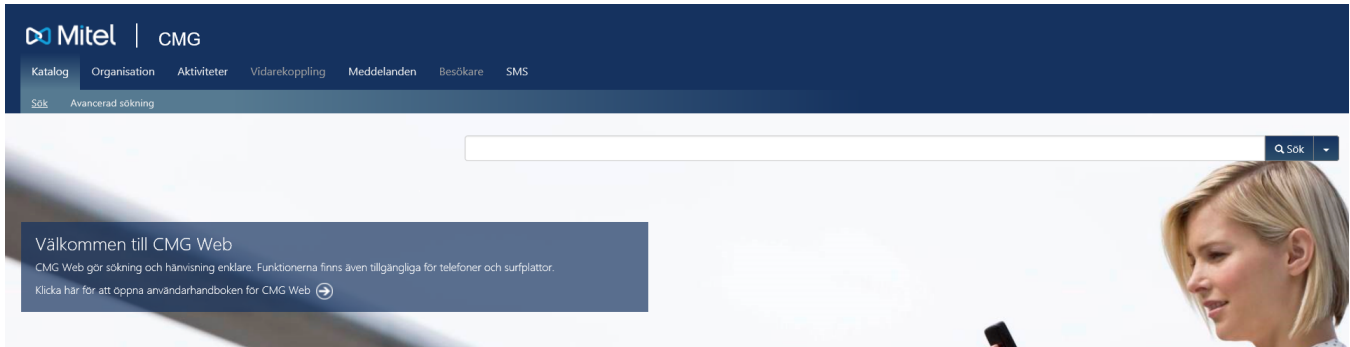 Mitel | CMG
Katalog Organisation Aktiviteter Vidarekoppling Meddelanden Besökare SMS
Sök Avancerad sökning
Sök
Välkommen till CMG Web
CMG Web gör sökning och hänvisning enklare. Funktionerna finns även tillgängliga för telefoner och surfplattor.
Klicka här för att öppna användarhandboken för CMG Web